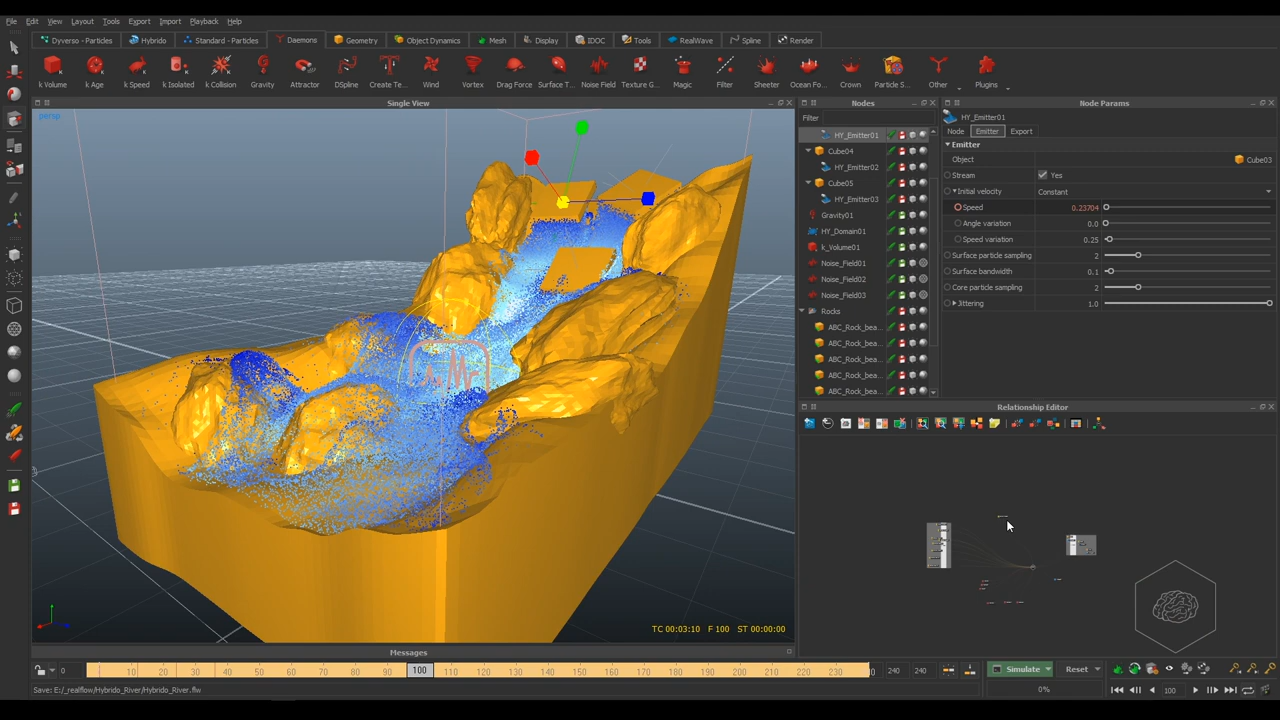 File Edit View Layout Tools Export Import Playback Help
Dyverso - Particles Hybrido Standard - Particles Daemons Geometry Object Dynamics Mesh Display IDOC Tools RealWave Spline Render
k Volume k Age k Speed k Isolated k Collision Gravity Attractor DSpline Create Te... Wind Vortex Drag Force Surface T... Noise Field Texture G... Magic Filter Sheeter Ocean Fo... Crown Particle S... Other Plugins
Single View
persp
TC 00:03:10 F 100 ST 00:00:00
Nodes
Filter
HY_Emitter01
Cube04
HY_Emitter02
Cube05
HY_Emitter03
Gravity01
HY_Domain01
k_Volume01
Noise_Field01
Noise_Field02
Noise_Field03
Rocks
ABC_Rock_bea...
ABC_Rock_bea...
ABC_Rock_bea...
ABC_Rock_bea...
ABC_Rock_bea...
Node Params
HY_Emitter01
Node Emitter Export
Emitter
Object Cube03
Stream Yes
Initial velocity Constant
Speed 0.23704
Angle variation 0.0
Speed variation 0.25
Surface particle sampling 2
Surface bandwidth 0.1
Core particle sampling 2
Jittering 1.0
Relationship Editor
Messages
0 10 20 30 40 50 60 70 80 90 100 110 120 130 140 150 160 170 180 190 200 210 220 230 240 240
Simulate Reset
Save: E:/_realflow/Hybrido_River/Hybrido_River.flw
0%
100